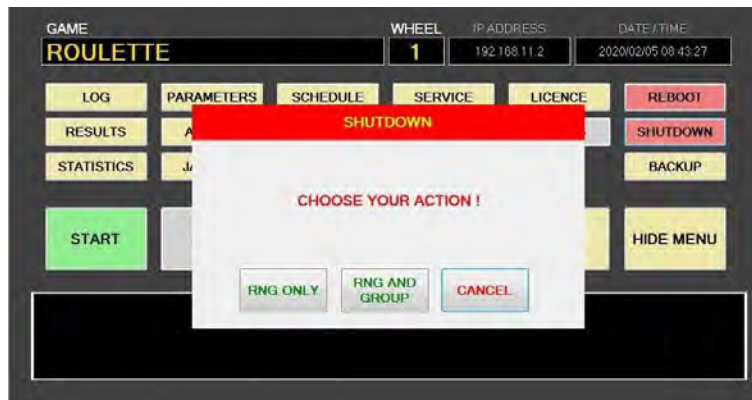 GAME
WHEEL
IP ADDRESS
DATE / TIME
ROULETTE
1
192.168.11.2
2020/02/05 08:43:27
LOG
PARAMETERS
SCHEDULE
SERVICE
LICENCE
REBOOT
RESULTS
SHUTDOWN
SHUTDOWN
STATISTICS
BACKUP
CHOOSE YOUR ACTION !
START
HIDE MENU
RNG ONLY
RNG AND
GROUP
CANCEL